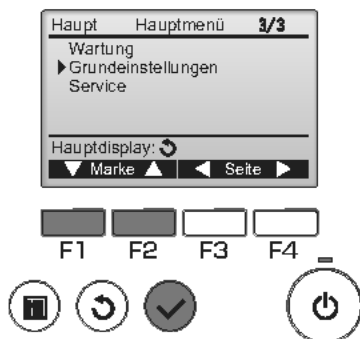 Haupt Hauptmenü 3/3
Wartung
Grundeinstellungen
Service
Hauptdisplay:
Marke Seite
F1 F2 F3 F4